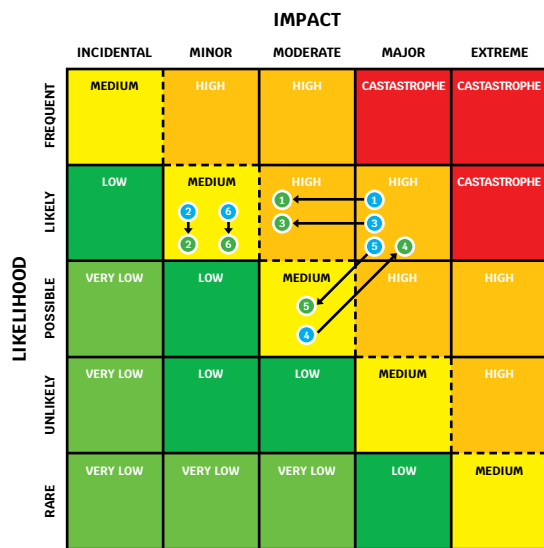 IMPACT
INCIDENTAL MINOR MODERATE MAJOR EXTREME
LIKELIHOOD
FREQUENT
MEDIUM HIGH HIGH CASTASTROPHE CASTASTROPHE
LIKELY
LOW MEDIUM HIGH HIGH CASTASTROPHE
2 6 1 1
3 3
2 6 5 4
POSSIBLE
VERY LOW LOW MEDIUM HIGH HIGH
5
4
UNLIKELY
VERY LOW LOW LOW MEDIUM HIGH
RARE
VERY LOW VERY LOW VERY LOW LOW MEDIUM